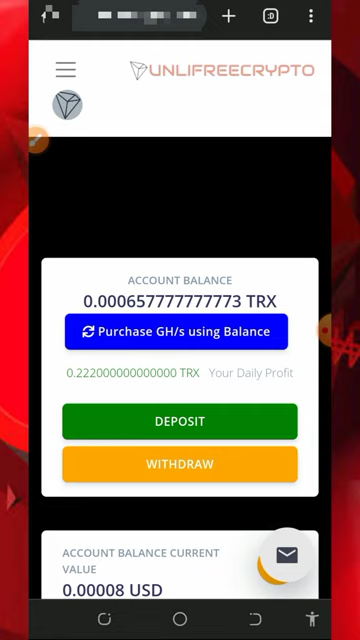 :D
UNLIFREECRYPTO
ACCOUNT BALANCE
0.000657777777773 TRX
Purchase GH/s using Balance
0.222000000000000 TRX Your Daily Profit
DEPOSIT
WITHDRAW
ACCOUNT BALANCE CURRENT
VALUE
0.00008 USD